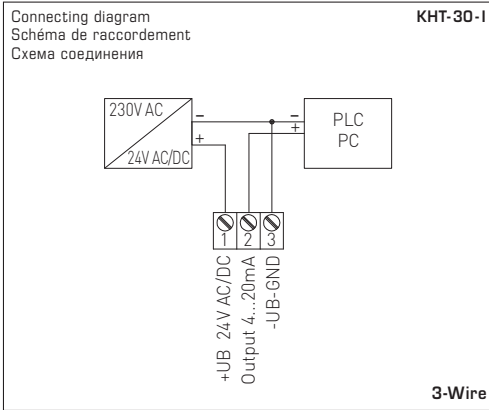 Connecting diagram
KHT-30-I
Schéma de raccordement
Схема соединения
230V AC
24V AC/DC
–
+
–
+
PLC
PC
1
2
3
+UB 24V AC/DC
Output 4...20mA
-UB-GND
3-Wire